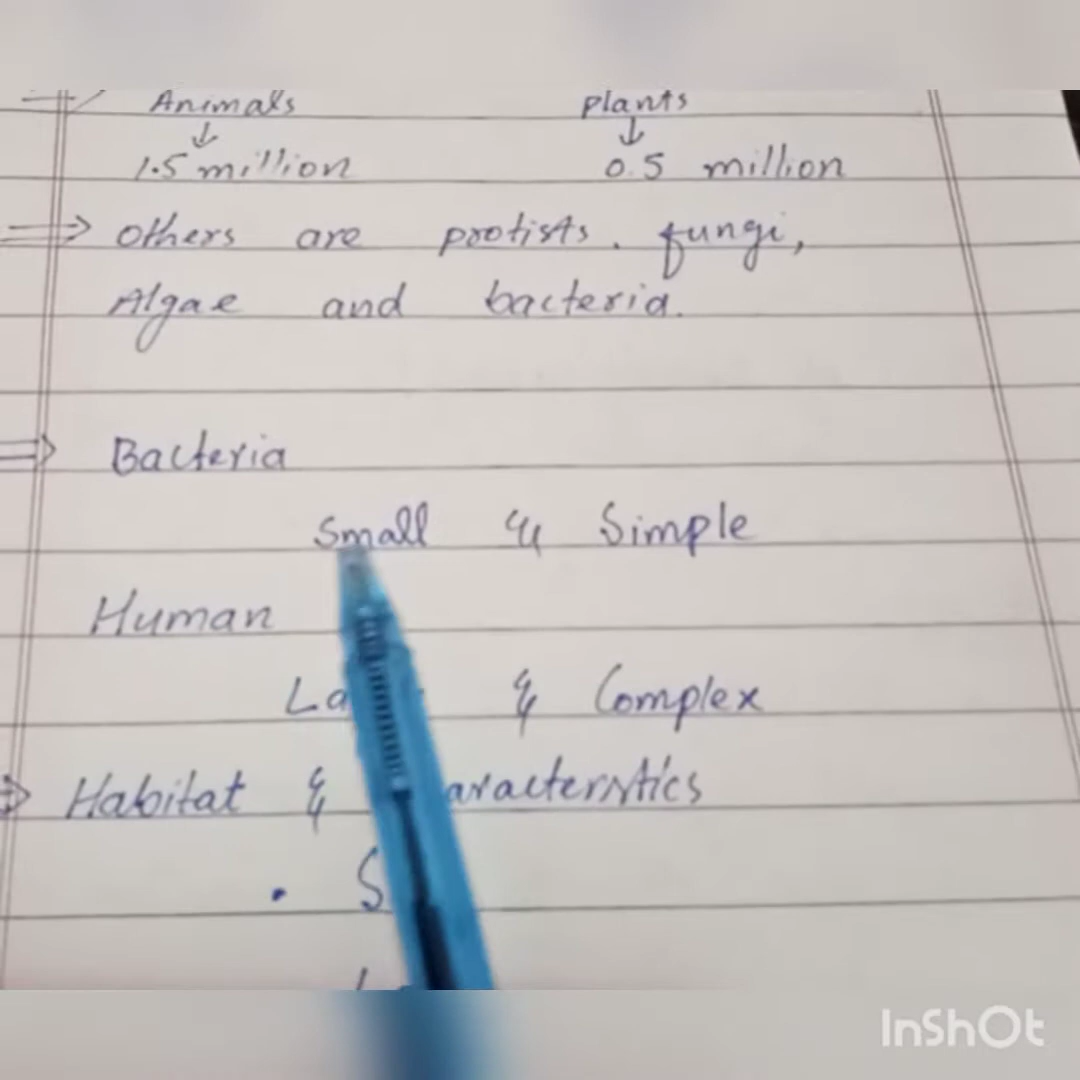 Animals plants
↓ ↓
1.5 million 0.5 million
⇒ others are protists. fungi,
Algae and bacteria.
⇒ Bacteria
Small & Simple
Human
& Complex
⇒ Habitat &
InShOt